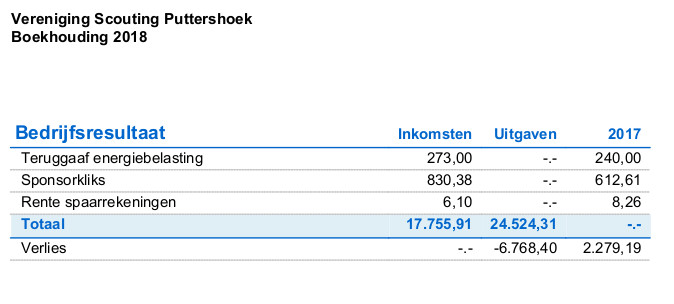 Vereniging Scouting Puttershoek
Boekhouding 2018
Bedrijfsresultaat Inkomsten Uitgaven 2017
Teruggaaf energiebelasting 273,00 -.- 240,00
Sponsorkliks 830,38 -.- 612,61
Rente spaarrekeningen 6,10 -.- 8,26
Totaal 17.755,91 24.524,31 -.-
Verlies -.- -6.768,40 2.279,19